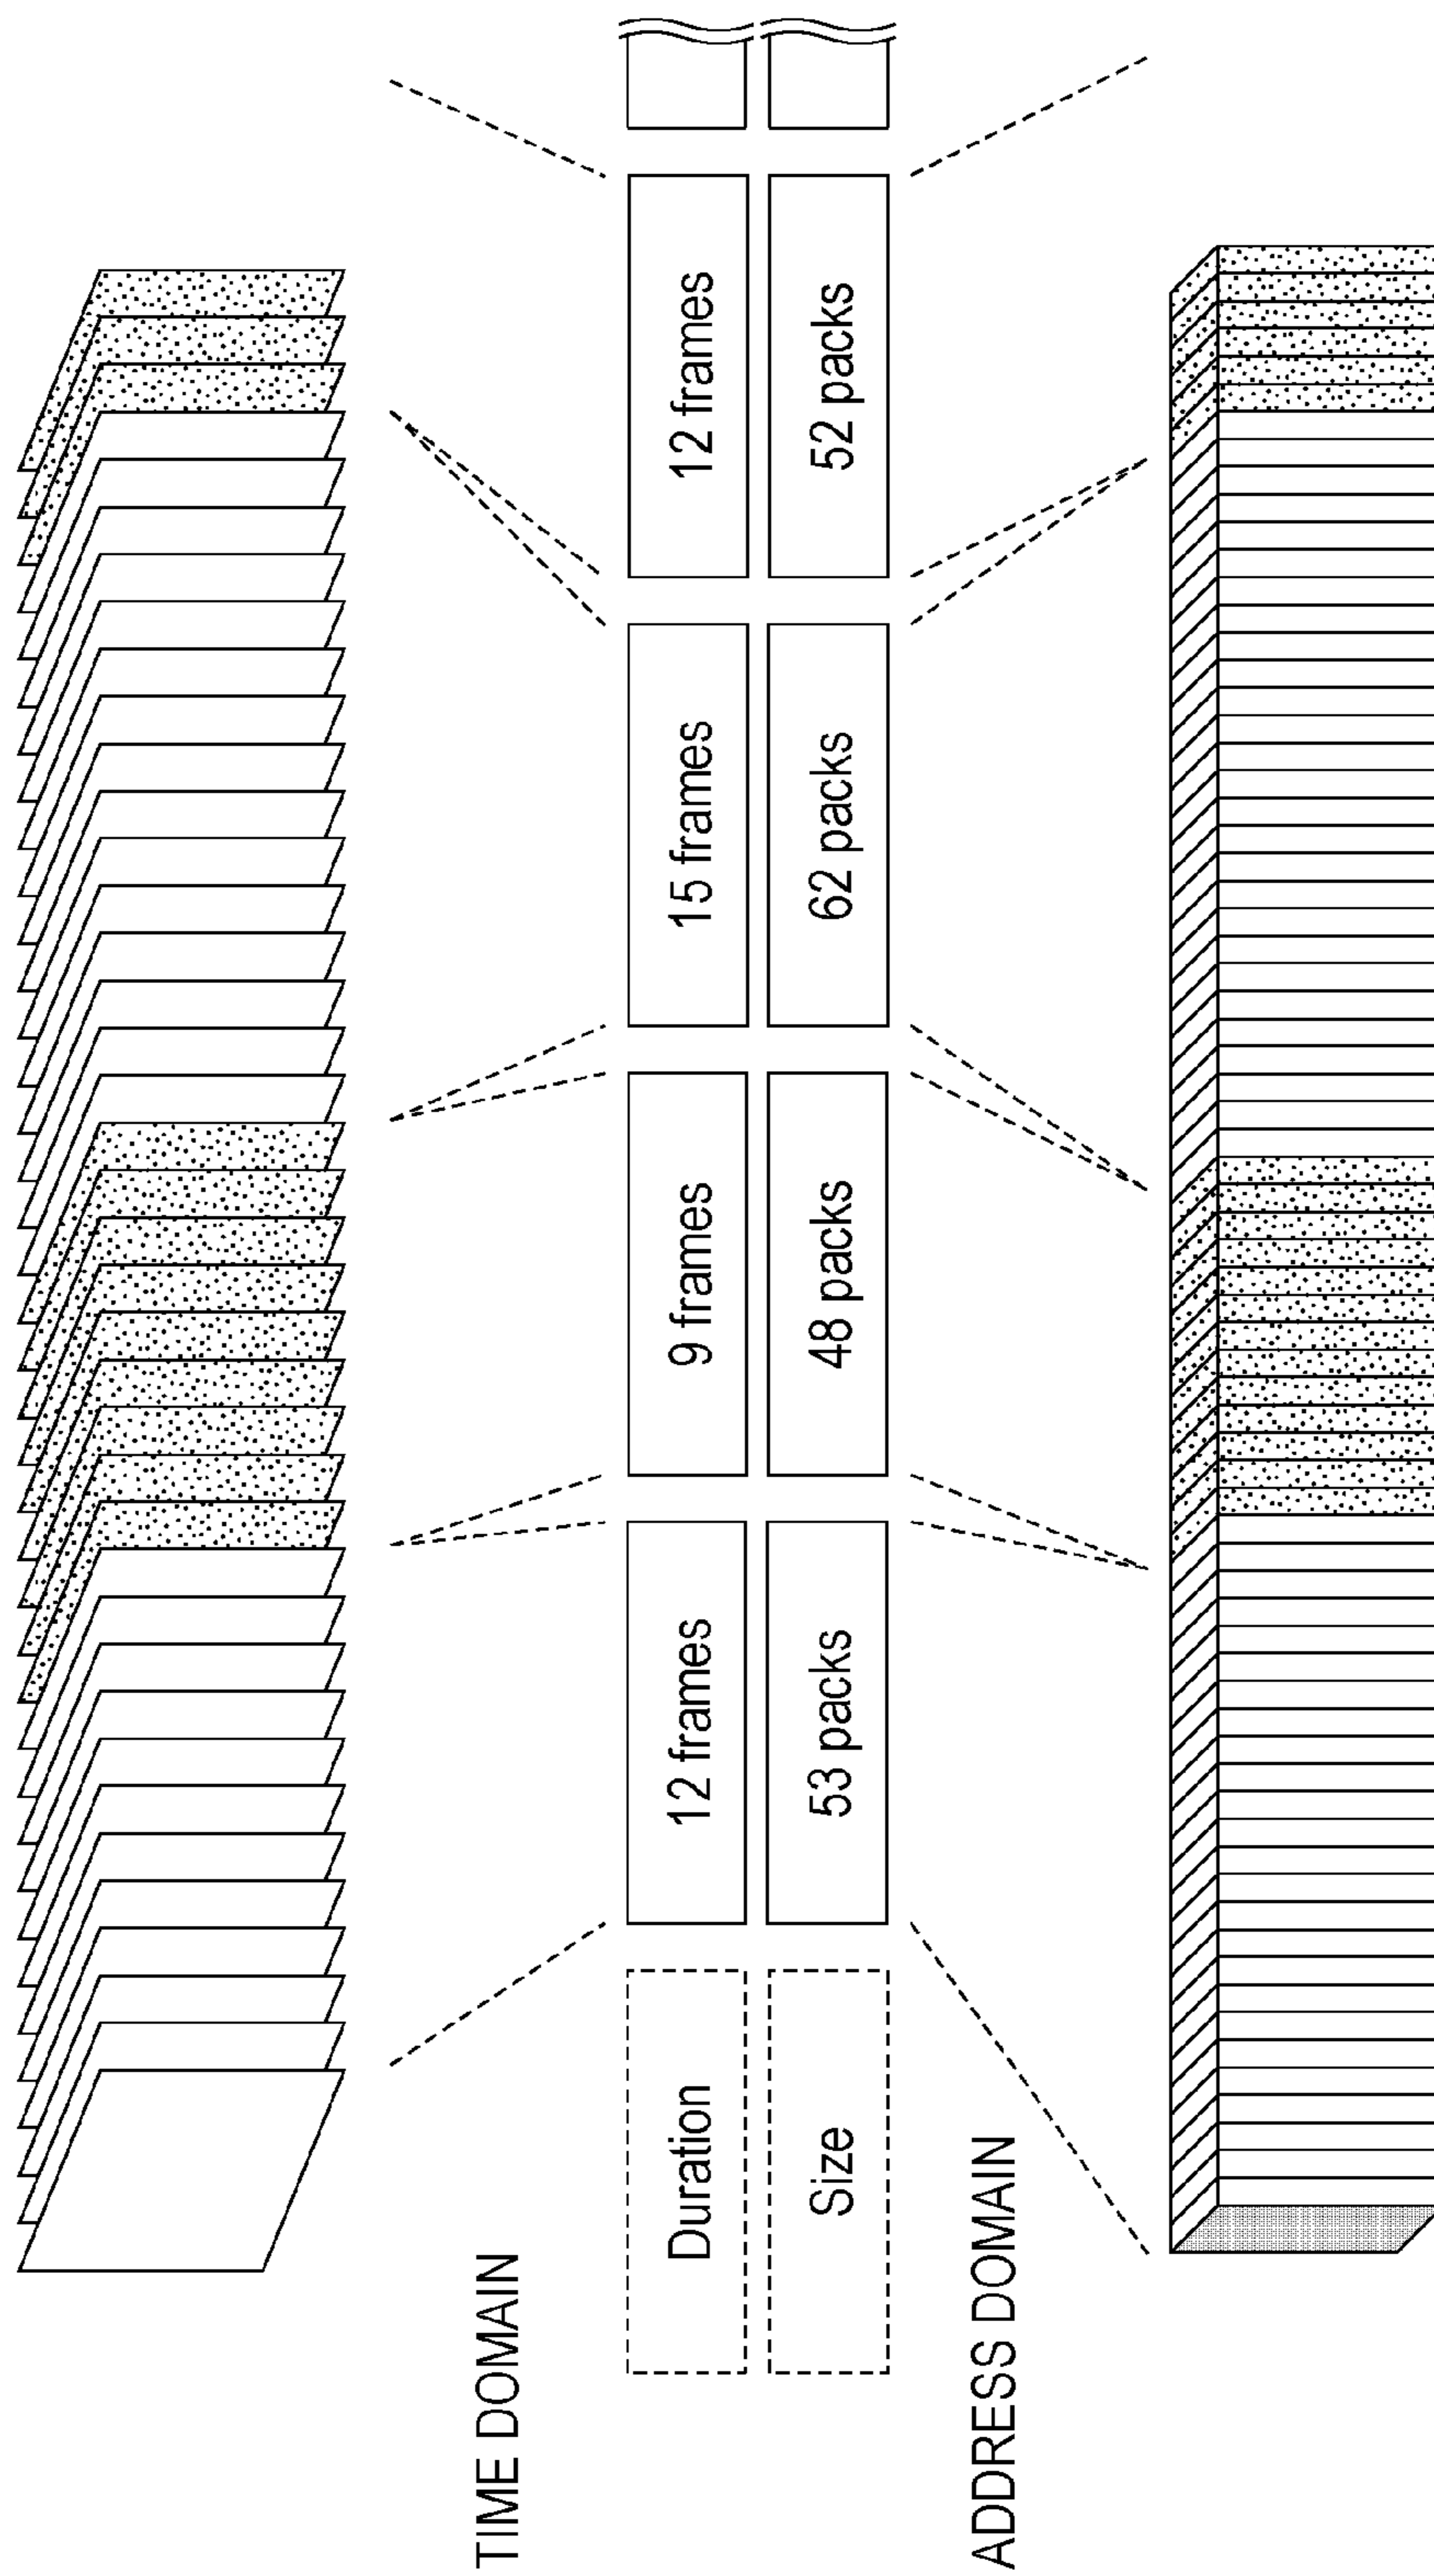 TIME DOMAIN
Duration
12 frames
9 frames
15 frames
12 frames
Size
53 packs
48 packs
62 packs
52 packs
ADDRESS DOMAIN